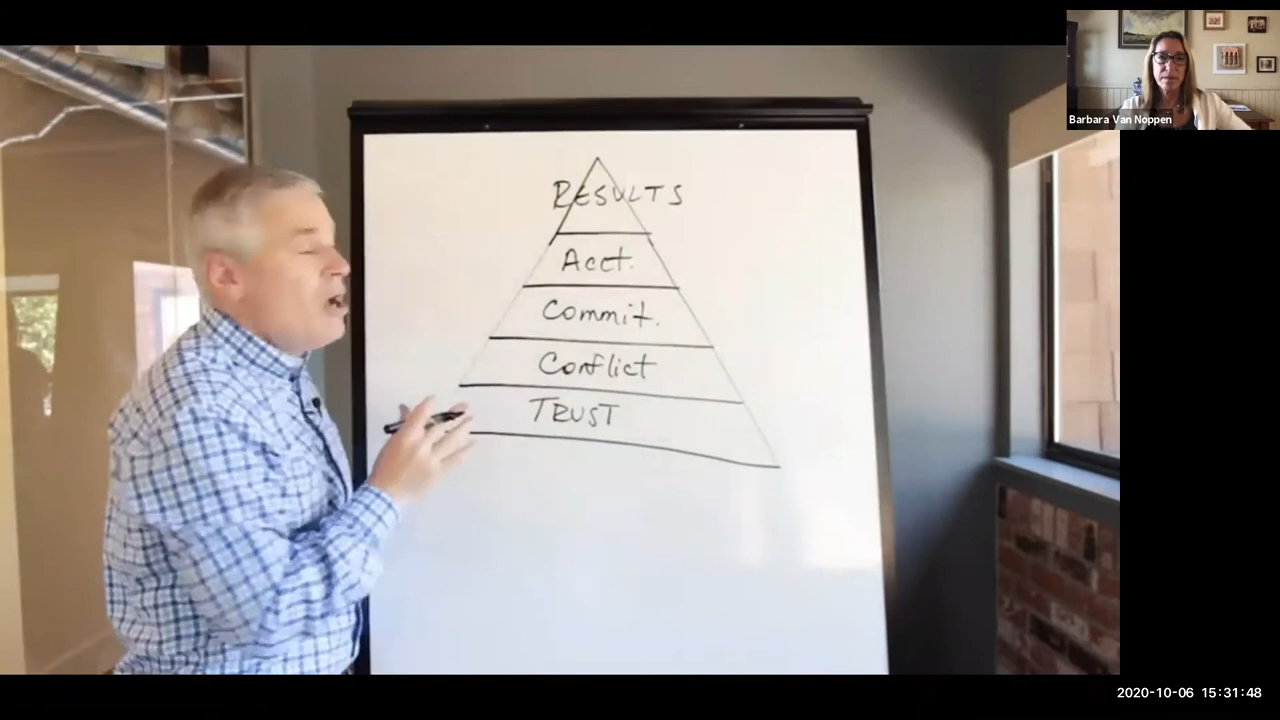 Barbara Van Noppen
RESULTS
Acct.
Commit.
Conflict
TRUST
2020-10-06 15:31:48